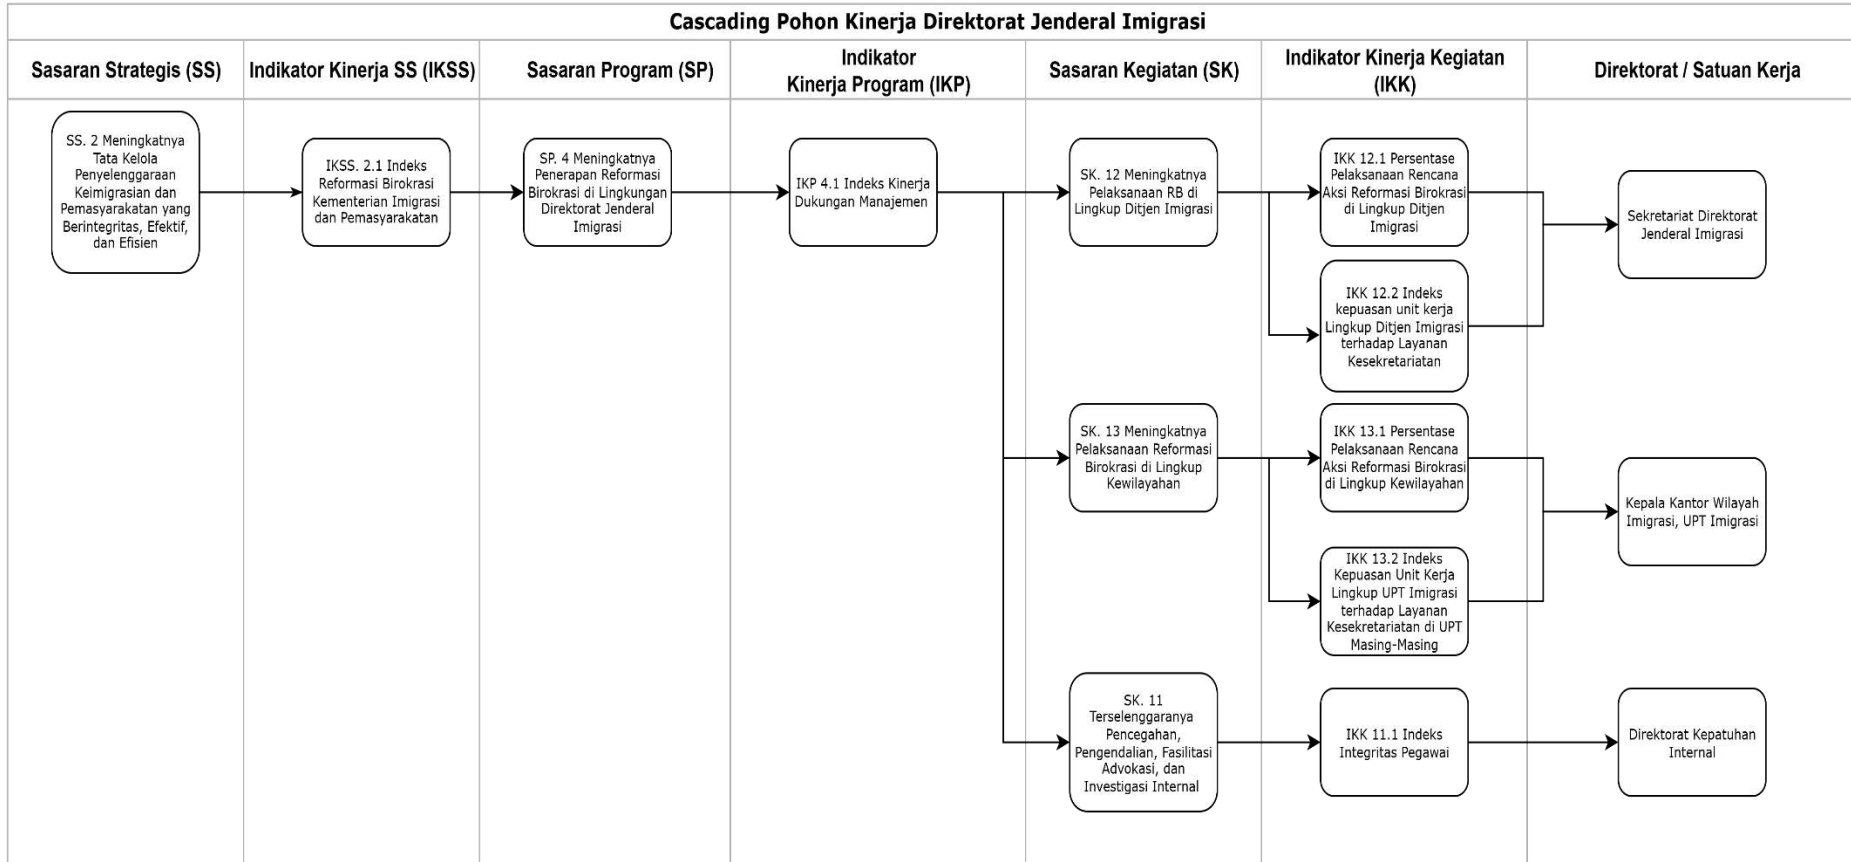 Cascading Pohon Kinerja Direktorat Jenderal Imigrasi
Sasaran Strategis (SS)
Indikator Kinerja SS (IKSS)
Sasaran Program (SP)
Indikator
Kinerja Program (IKP)
Sasaran Kegiatan (SK)
Indikator Kinerja Kegiatan
(IKK)
Direktorat / Satuan Kerja
SS. 2 Meningkatnya
Tata Kelola
Penyelenggaraan
Keimigrasian dan
Pemasyarakatan yang
Berintegritas, Efektif,
dan Efisien
IKSS. 2.1 Indeks
Reformasi Birokrasi
Kementerian Imigrasi
dan Pemasyarakatan
SP. 4 Meningkatnya
Penerapan Reformasi
Birokrasi di Lingkungan
Direktorat Jenderal
Imigrasi
IKP 4.1 Indeks Kinerja
Dukungan Manajemen
SK. 12 Meningkatnya
Pelaksanaan RB di
Lingkup Ditjen Imigrasi
IKK 12.1 Persentase
Pelaksanaan Rencana
Aksi Reformasi Birokrasi
di Lingkup Ditjen
Imigrasi
Sekretariat Direktorat
Jenderal Imigrasi
IKK 12.2 Indeks
kepuasan unit kerja
Lingkup Ditjen Imigrasi
terhadap Layanan
Kesekretariatan
SK. 13 Meningkatnya
Pelaksanaan Reformasi
Birokrasi di Lingkup
Kewilayahan
IKK 13.1 Persentase
Pelaksanaan Rencana
Aksi Reformasi Birokrasi
di Lingkup Kewilayahan
Kepala Kantor Wilayah
Imigrasi, UPT Imigrasi
IKK 13.2 Indeks
Kepuasan Unit Kerja
Lingkup UPT Imigrasi
terhadap Layanan
Kesekretariatan di UPT
Masing-Masing
SK. 11
Terselenggaranya
Pencegahan,
Pengendalian, Fasilitasi
Advokasi, dan
Investigasi Internal
IKK 11.1 Indeks
Integritas Pegawai
Direktorat Kepatuhan
Internal